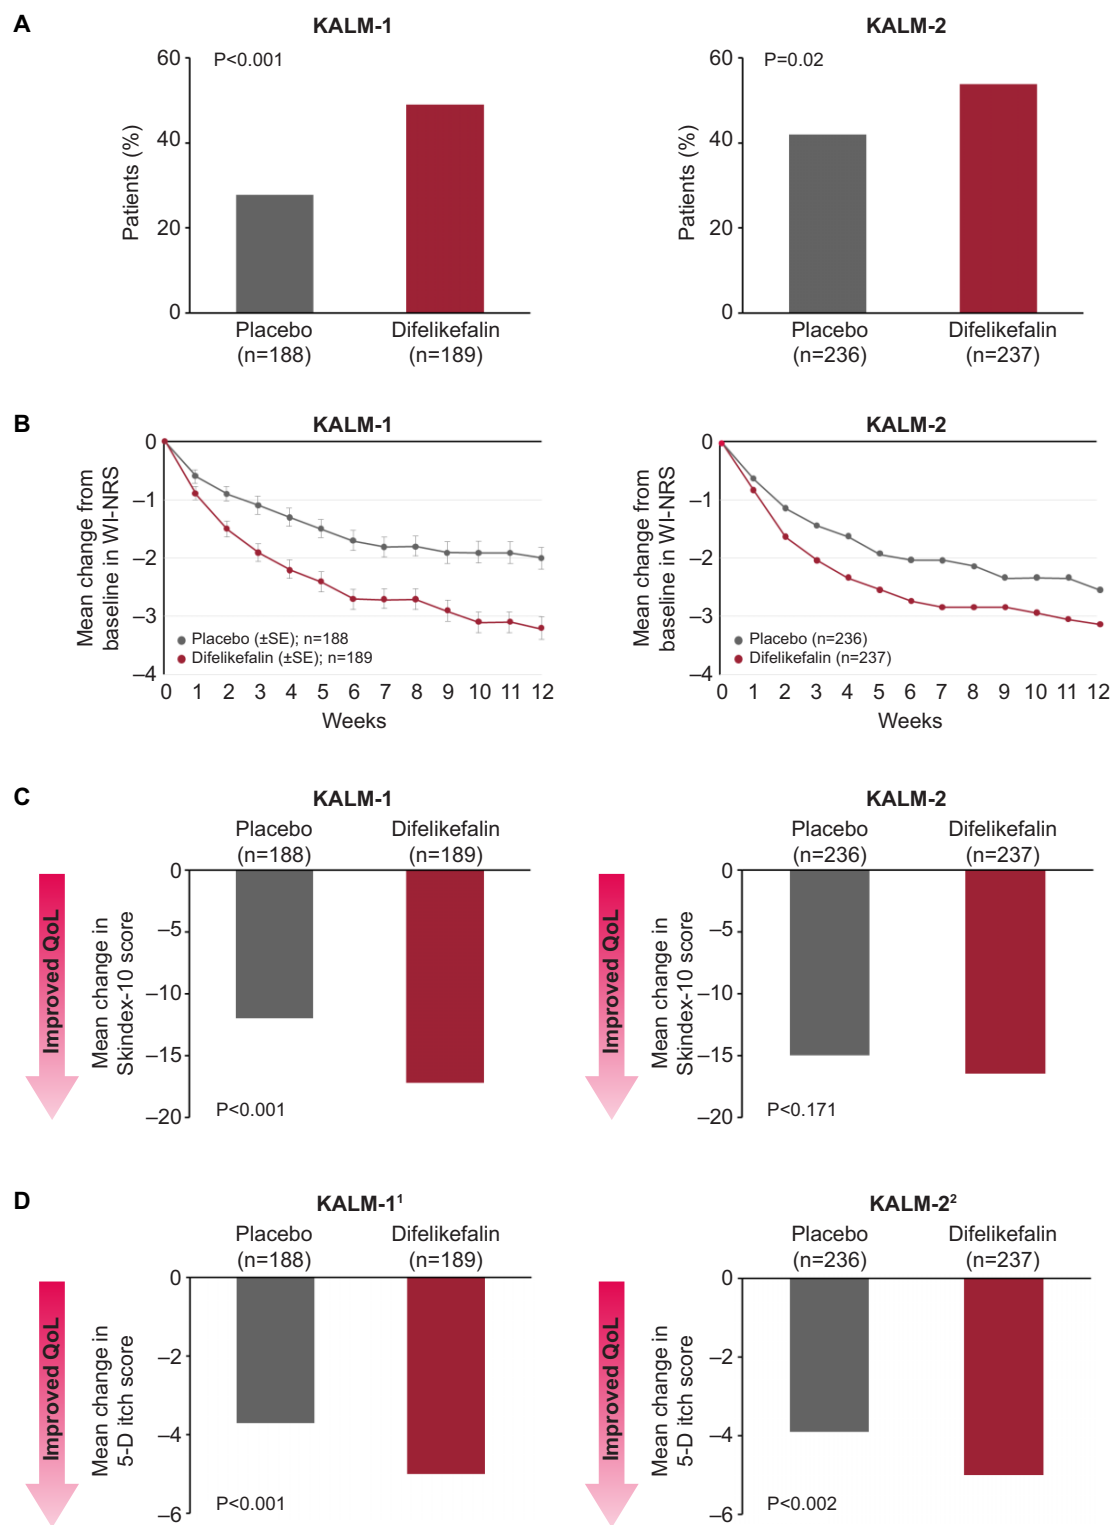 A
KALM-1
KALM-2
P<0.001
P=0.02
Patients (%)
60
40
20
0
Placebo
(n=188)
Difelikefalin
(n=189)
Patients (%)
60
40
20
0
Placebo
(n=236)
Difelikefalin
(n=237)
B
KALM-1
KALM-2
Mean change from
baseline in WI-NRS
0
–1
–2
–3
–4
Placebo (±SE); n=188
Difelikefalin (±SE); n=189
0 1 2 3 4 5 6 7 8 9 10 11 12
Weeks
Mean change from
baseline in WI-NRS
0
–1
–2
–3
–4
Placebo (n=236)
Difelikefalin (n=237)
0 1 2 3 4 5 6 7 8 9 10 11 12
Weeks
C
KALM-1
KALM-2
Placebo
(n=188)
Difelikefalin
(n=189)
Improved QoL
Mean change in
Skindex-10 score
0
–5
–10
–15
–20
P<0.001
Placebo
(n=236)
Difelikefalin
(n=237)
Improved QoL
Mean change in
Skindex-10 score
0
–5
–10
–15
–20
P<0.171
D
KALM-1¹
KALM-2²
Placebo
(n=188)
Difelikefalin
(n=189)
Improved QoL
Mean change in
5-D itch score
0
–2
–4
–6
P<0.001
Placebo
(n=236)
Difelikefalin
(n=237)
Improved QoL
Mean change in
5-D itch score
0
–2
–4
–6
P<0.002